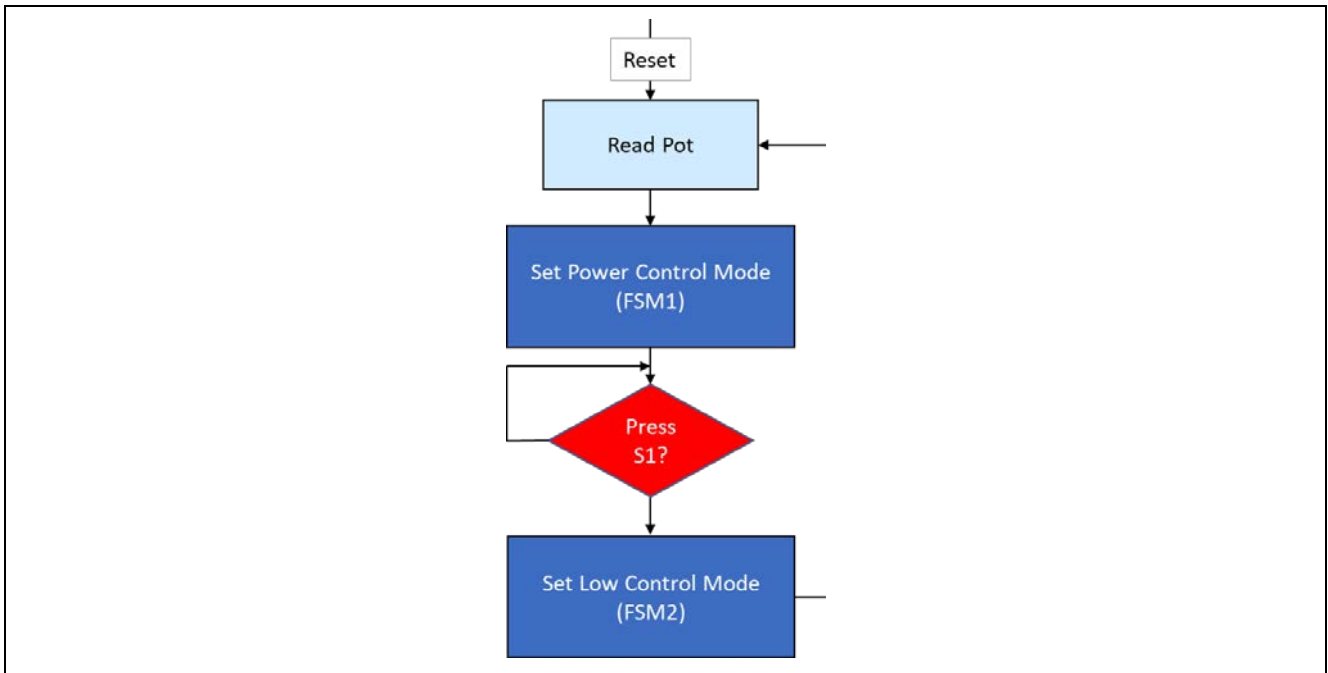 Reset
Read Pot
Set Power Control Mode
(FSM1)
Press
S1?
Set Low Control Mode
(FSM2)